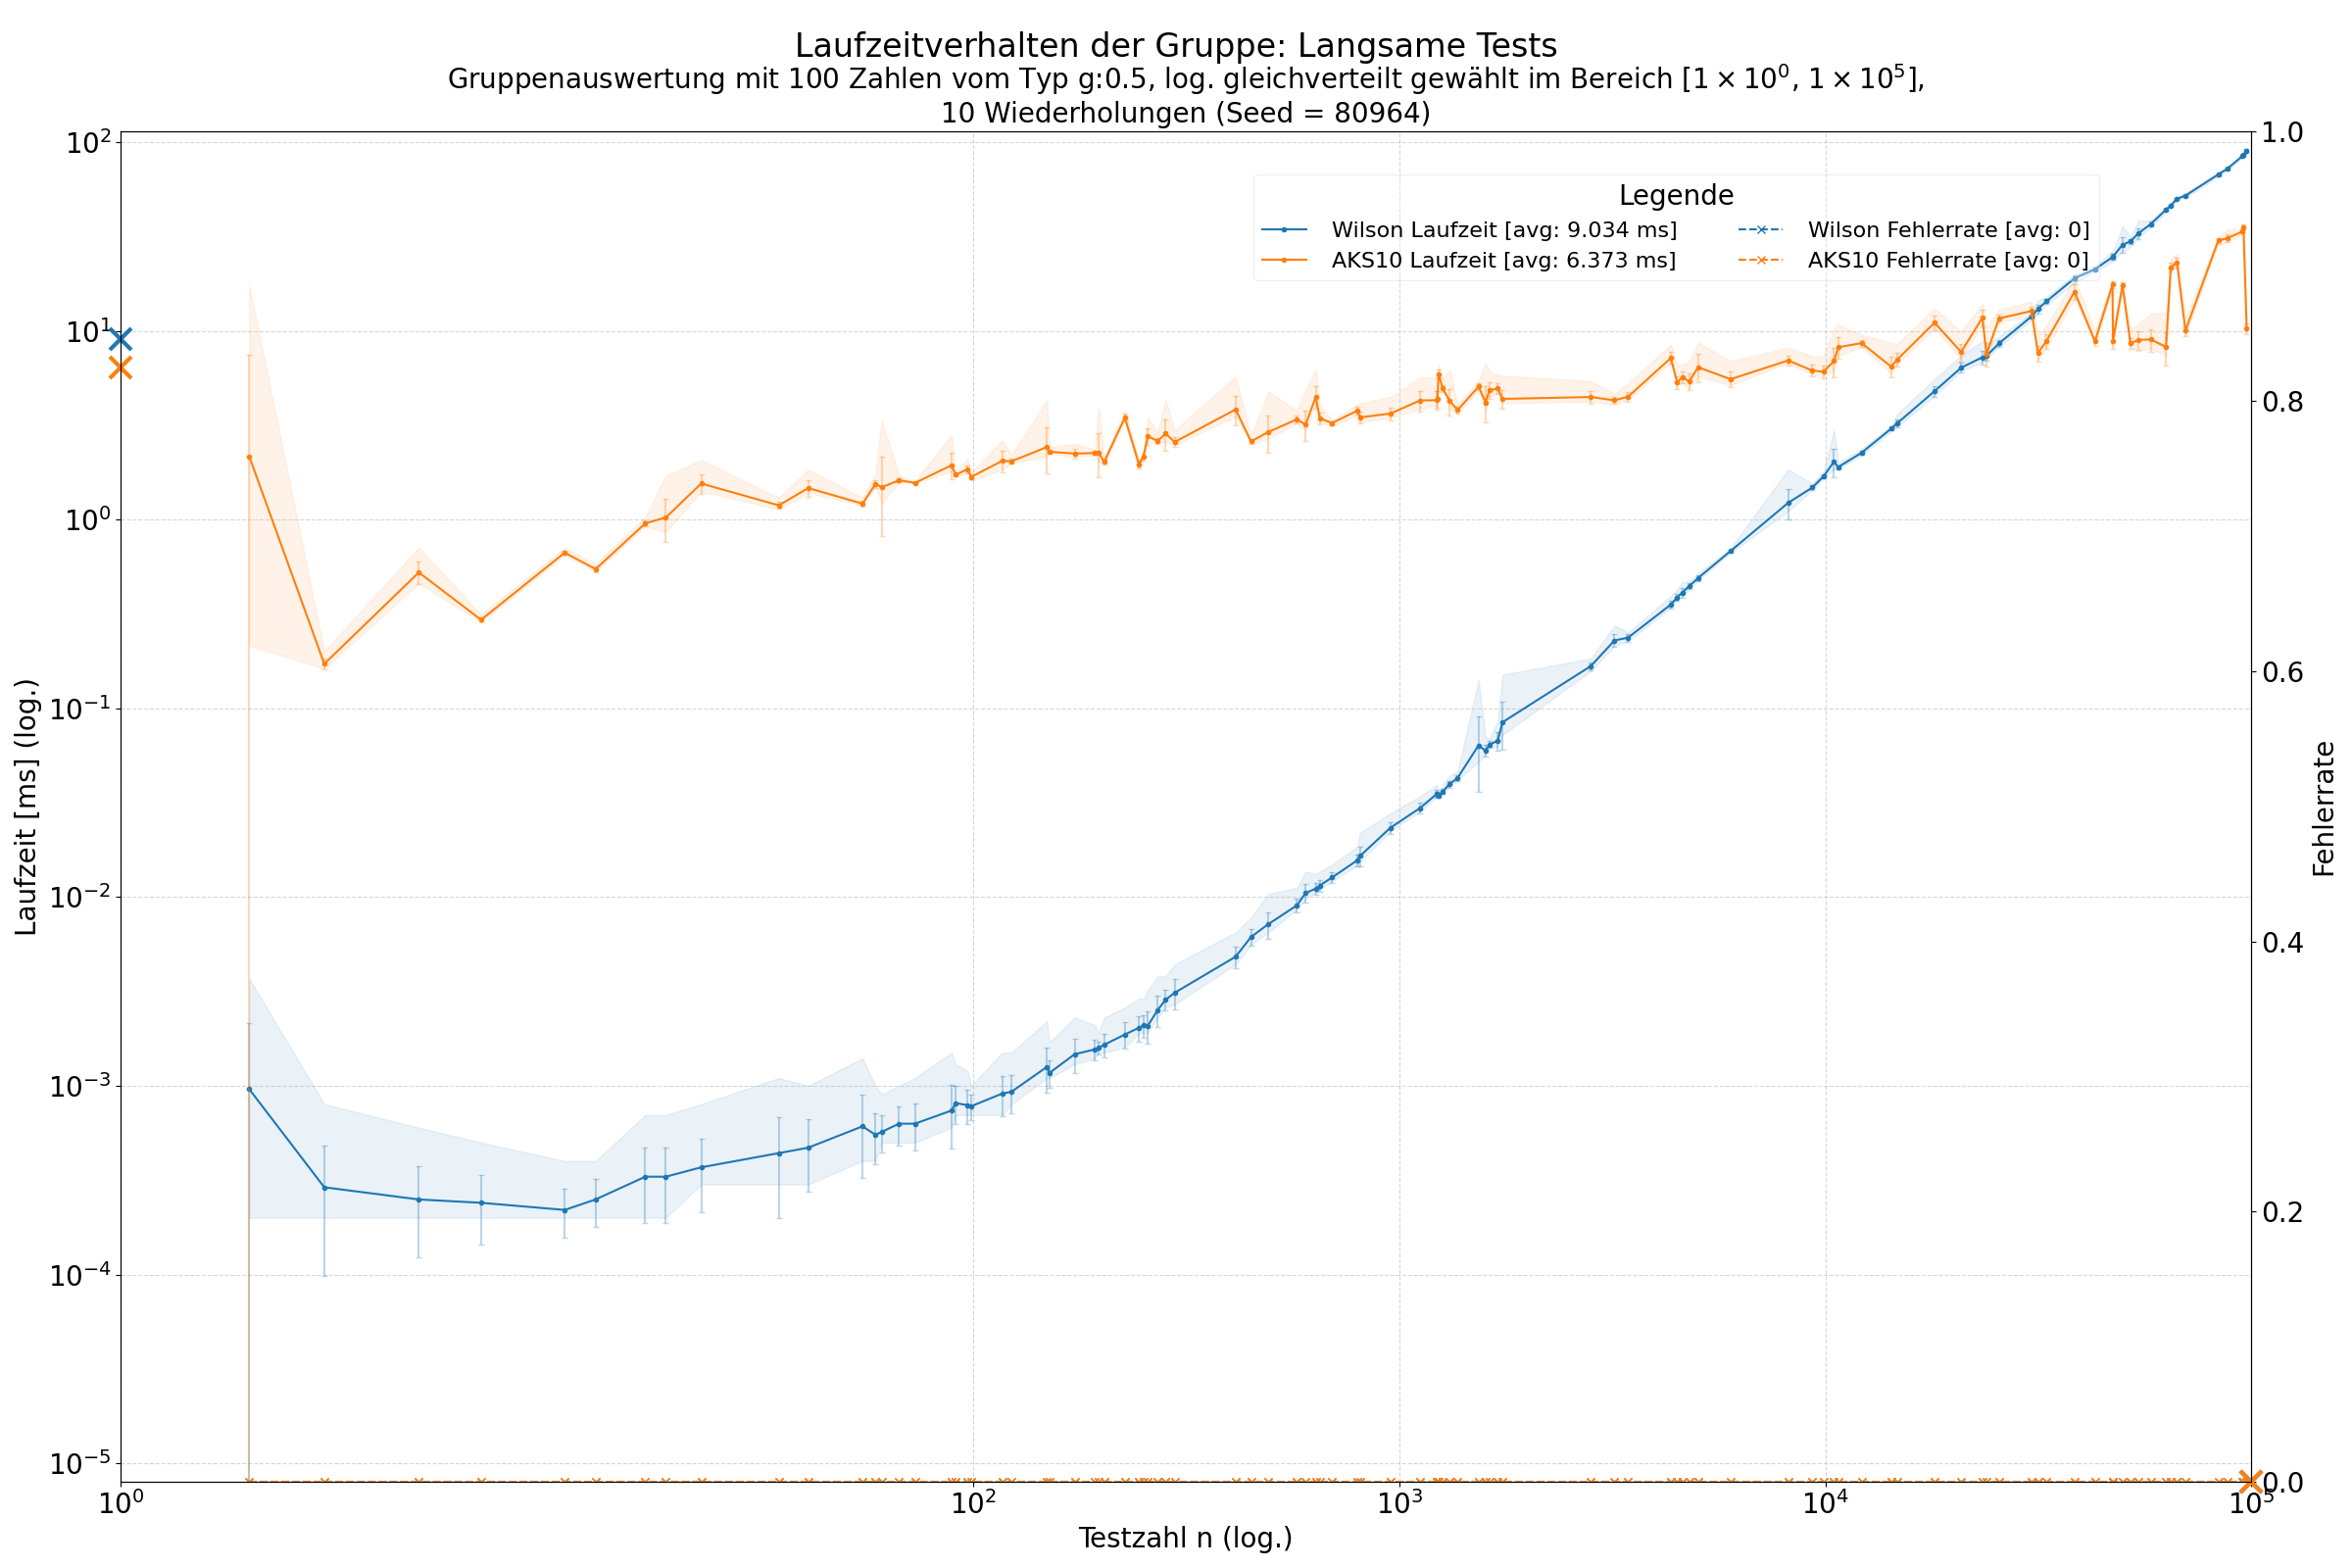 Laufzeitverhalten der Gruppe: Langsame Tests
Gruppenauswertung mit 100 Zahlen vom Typ g:0.5, log. gleichverteilt gewählt im Bereich [1 × 10⁰, 1 × 10⁵],
10 Wiederholungen (Seed = 80964)
Legende
Wilson Laufzeit [avg: 9.034 ms]
AKS10 Laufzeit [avg: 6.373 ms]
Wilson Fehlerrate [avg: 0]
AKS10 Fehlerrate [avg: 0]
Laufzeit [ms] (log.)
10²
10¹
10⁰
10⁻¹
10⁻²
10⁻³
10⁻⁴
10⁻⁵
Fehlerrate
1.0
0.8
0.6
0.4
0.2
0.0
10⁰
10²
10³
10⁴
10⁵
Testzahl n (log.)